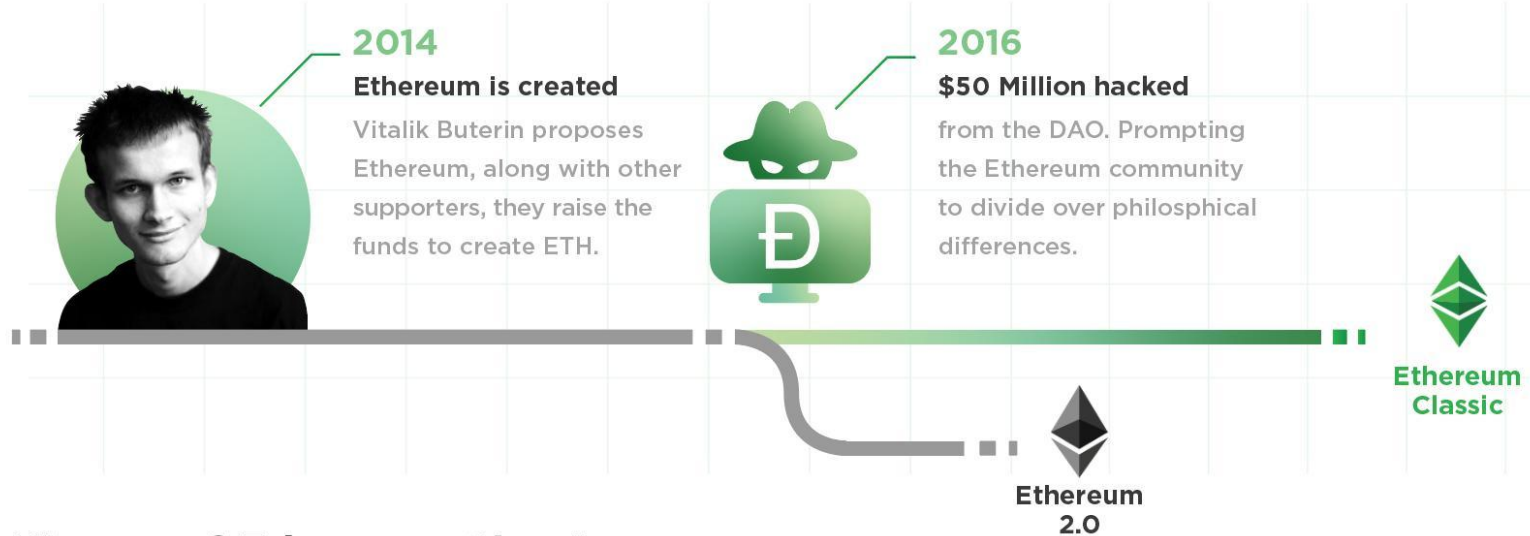 2014
Ethereum is created
Vitalik Buterin proposes
Ethereum, along with other
supporters, they raise the
funds to create ETH.
2016
$50 Million hacked
from the DAO. Prompting
the Ethereum community
to divide over philosphical
differences.
Ð
Ethereum
Classic
Ethereum
2.0